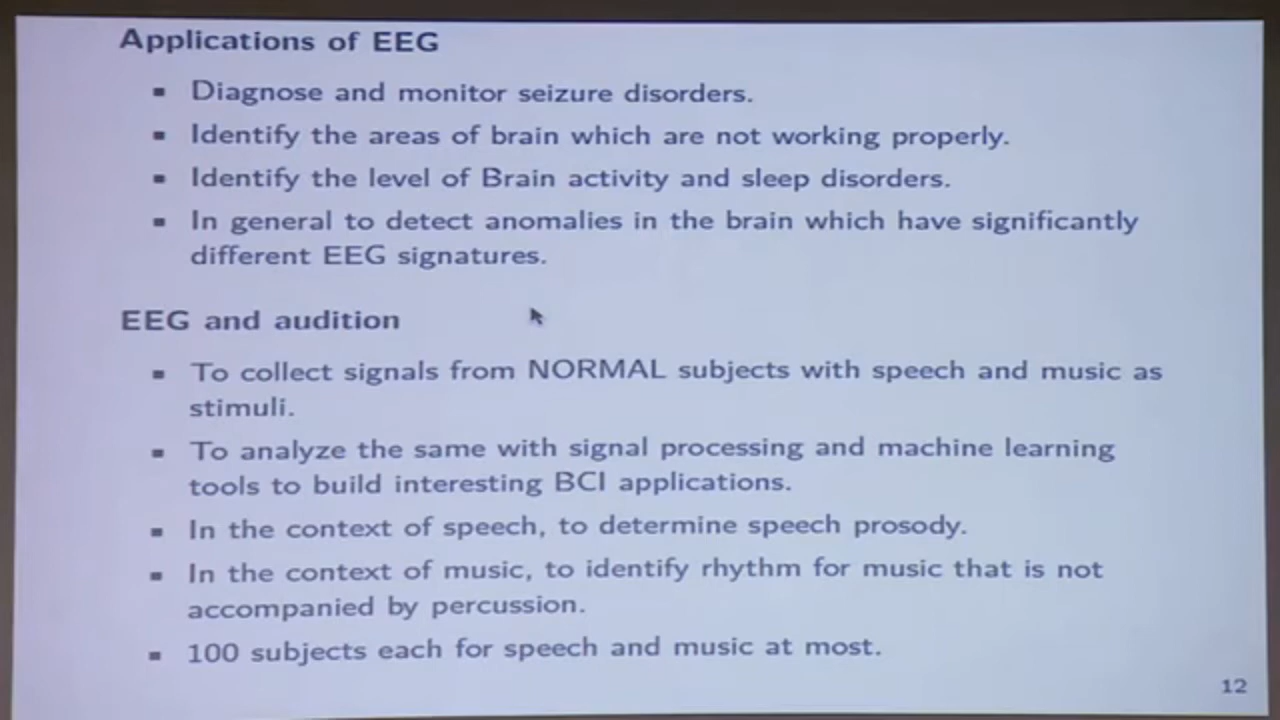 Applications of EEG
▪ Diagnose and monitor seizure disorders.
▪ Identify the areas of brain which are not working properly.
▪ Identify the level of Brain activity and sleep disorders.
▪ In general to detect anomalies in the brain which have significantly
different EEG signatures.
EEG and audition
▪ To collect signals from NORMAL subjects with speech and music as
stimuli.
▪ To analyze the same with signal processing and machine learning
tools to build interesting BCI applications.
▪ In the context of speech, to determine speech prosody.
▪ In the context of music, to identify rhythm for music that is not
accompanied by percussion.
▪ 100 subjects each for speech and music at most.
12